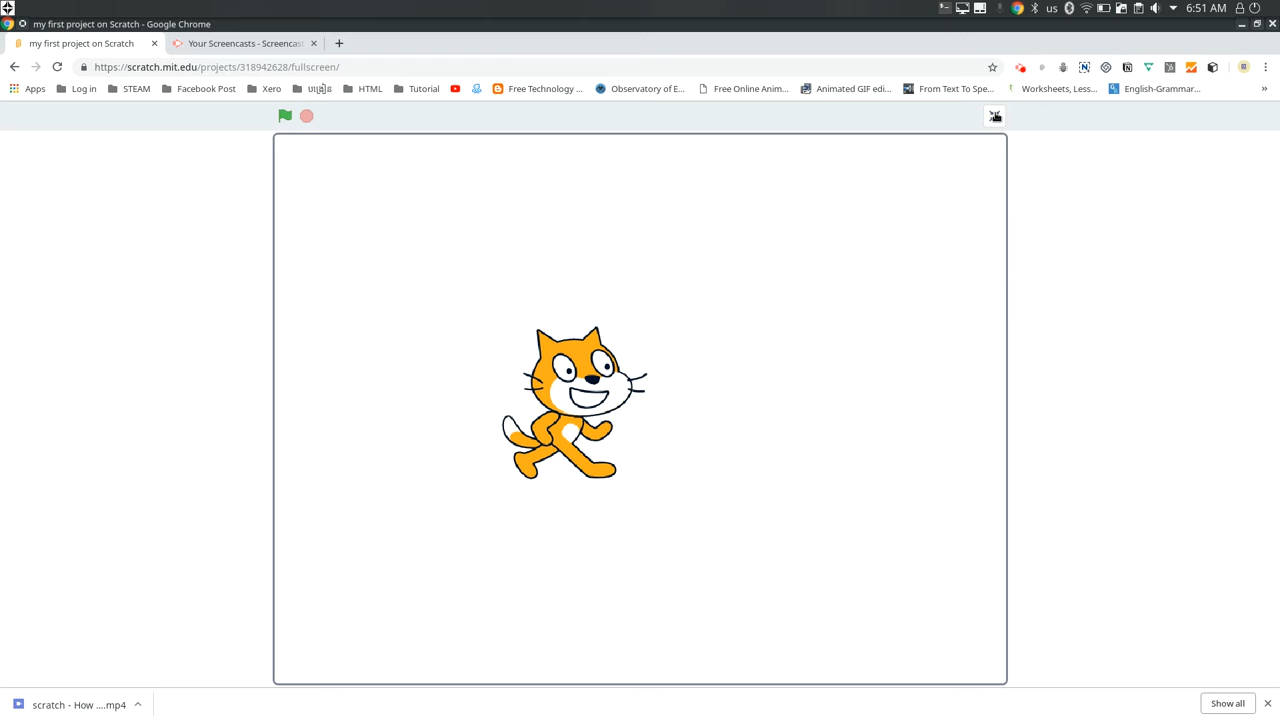 us 6:51 AM
my first project on Scratch - Google Chrome
my first project on Scratch Your Screencasts - Screencast
https://scratch.mit.edu/projects/318942628/fullscreen/
Apps Log in STEAM Facebook Post Xero HTML Tutorial Free Technology ... Observatory of E... Free Online Anim... Animated GIF edi... From Text To Spe... Worksheets, Less... English-Grammar...
scratch - How ....mp4 Show all